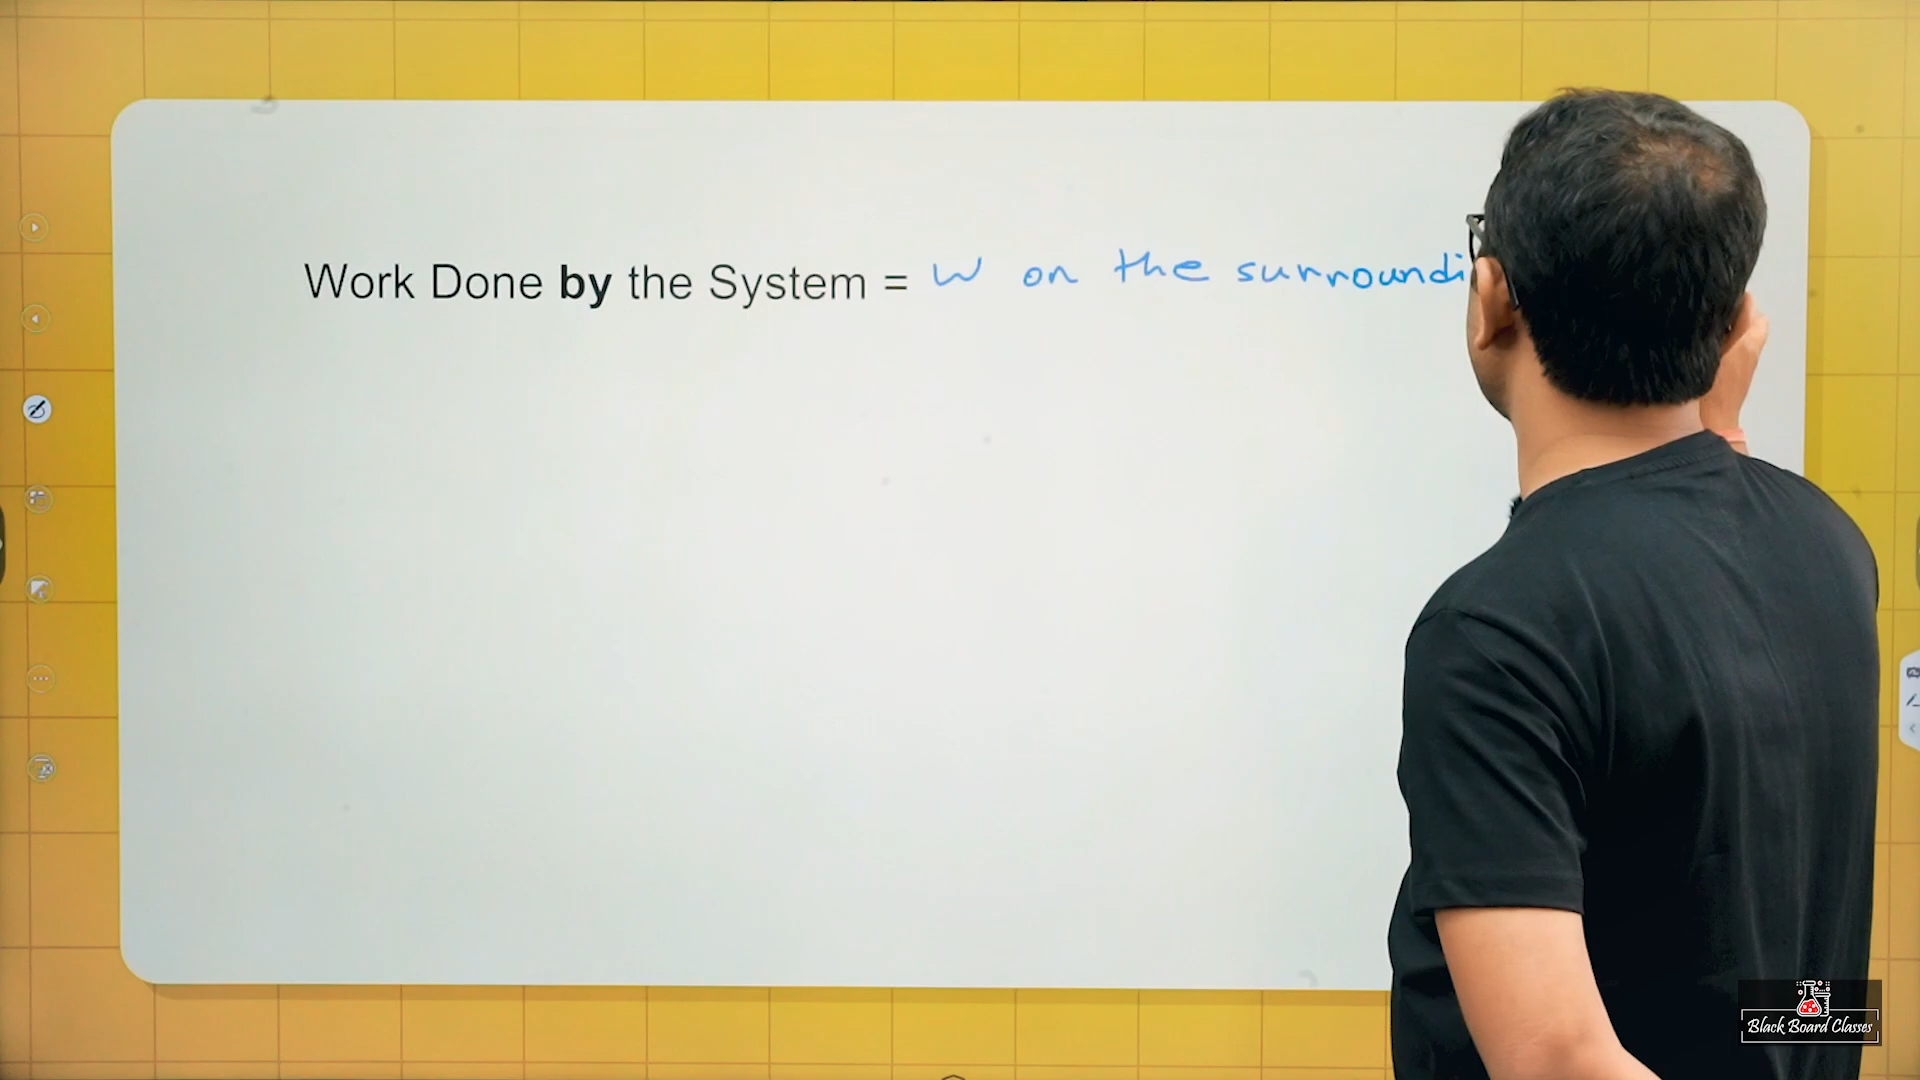 Work Done by the System = W on the surroundi
Black Board Classes